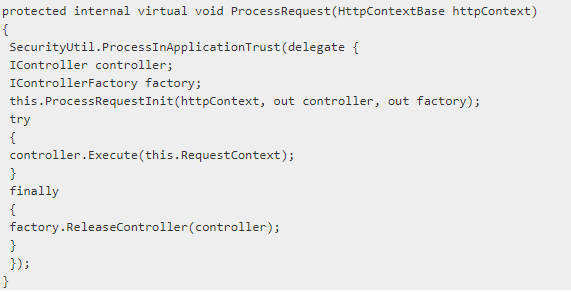 protected internal virtual void ProcessRequest(HttpContextBase httpContext)
{
SecurityUtil.ProcessInApplicationTrust(delegate {
IController controller;
IControllerFactory factory;
this.ProcessRequestInit(httpContext, out controller, out factory);
try
{
controller.Execute(this.RequestContext);
}
finally
{
factory.ReleaseController(controller);
}
});
}